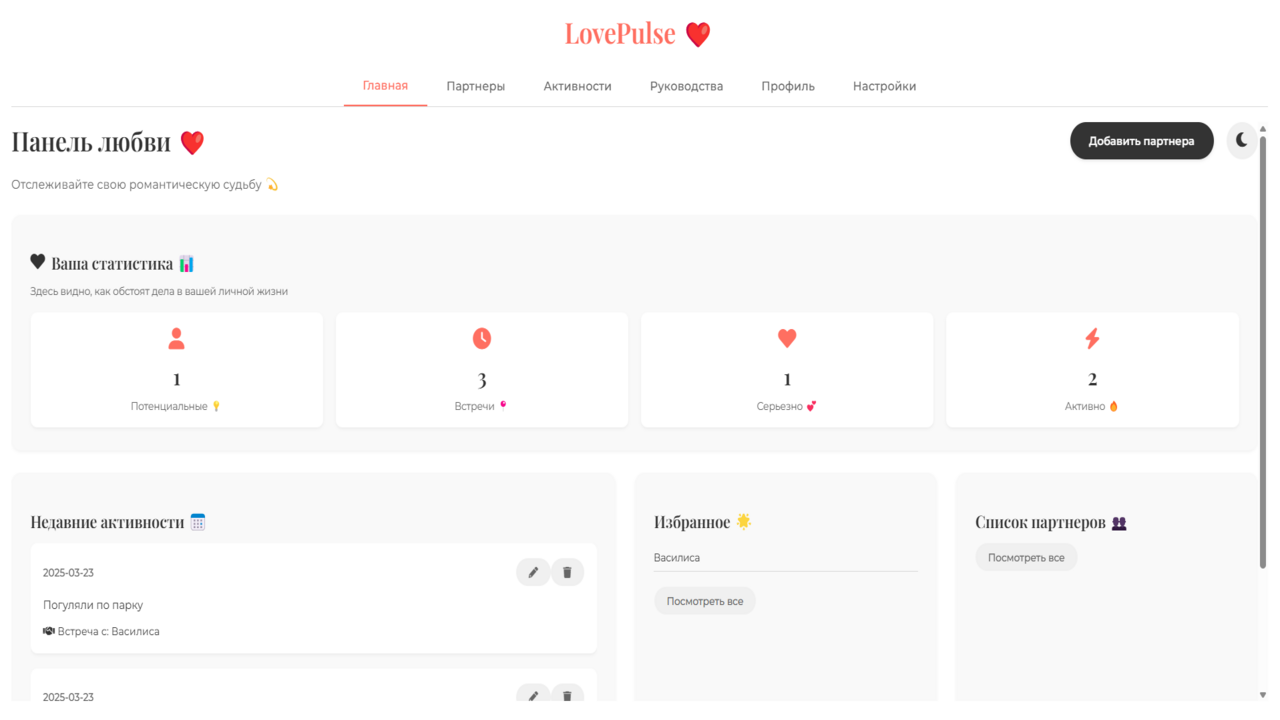 LovePulse ❤️
Главная Партнеры Активности Руководства Профиль Настройки
Панель любви ❤️
Добавить партнера
Отслеживайте свою романтическую судьбу 💫
Ваша статистика 📊
Здесь видно, как обстоят дела в вашей личной жизни
1
Потенциальные 💡
3
Встречи 📍
1
Серьезно 💕
2
Активно 🔥
Недавние активности 📅
2025-03-23
Погуляли по парку
Встреча с: Василиса
2025-03-23
Избранное 🌟
Василиса
Посмотреть все
Список партнеров 👥
Посмотреть все